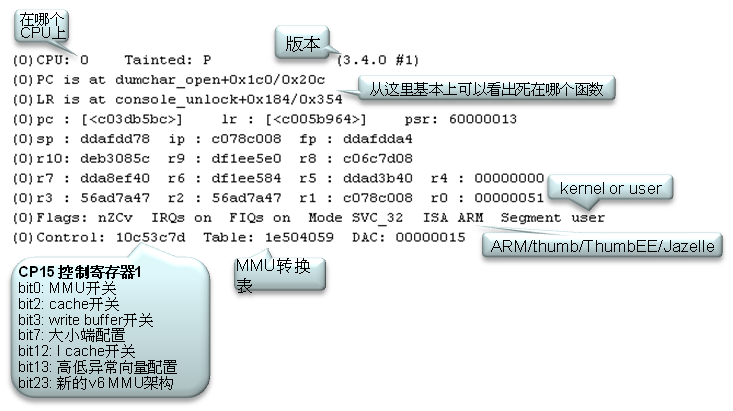 在哪个
CPU上
版本
(0)CPU: 0 Tainted: P (3.4.0 #1)
(0)PC is at dumchar_open+0x1c0/0x20c
(0)LR is at console_unlock+0x184/0x354
从这里基本上可以看出死在哪个函数
(0)pc : [<c03db5bc>] lr : [<c005b964>] psr: 60000013
(0)sp : ddafdd78 ip : c078c008 fp : ddafdda4
(0)r10: deb3085c r9 : df1ee5e0 r8 : c06c7d08
(0)r7 : dda8ef40 r6 : df1ee584 r5 : ddad3b40 r4 : 00000000
(0)r3 : 56ad7a47 r2 : 56ad7a47 r1 : c078c008 r0 : 00000051
kernel or user
(0)Flags: nZCv IRQs on FIQs on Mode SVC_32 ISA ARM Segment user
(0)Control: 10c53c7d Table: 1e504059 DAC: 00000015
ARM/thumb/ThumbEE/Jazelle
MMU转换
表
CP15 控制寄存器1
bit0: MMU开关
bit2: cache开关
bit3: write buffer开关
bit7: 大小端配置
bit12: I cache开关
bit13: 高低异常向量配置
bit23: 新的v6 MMU架构